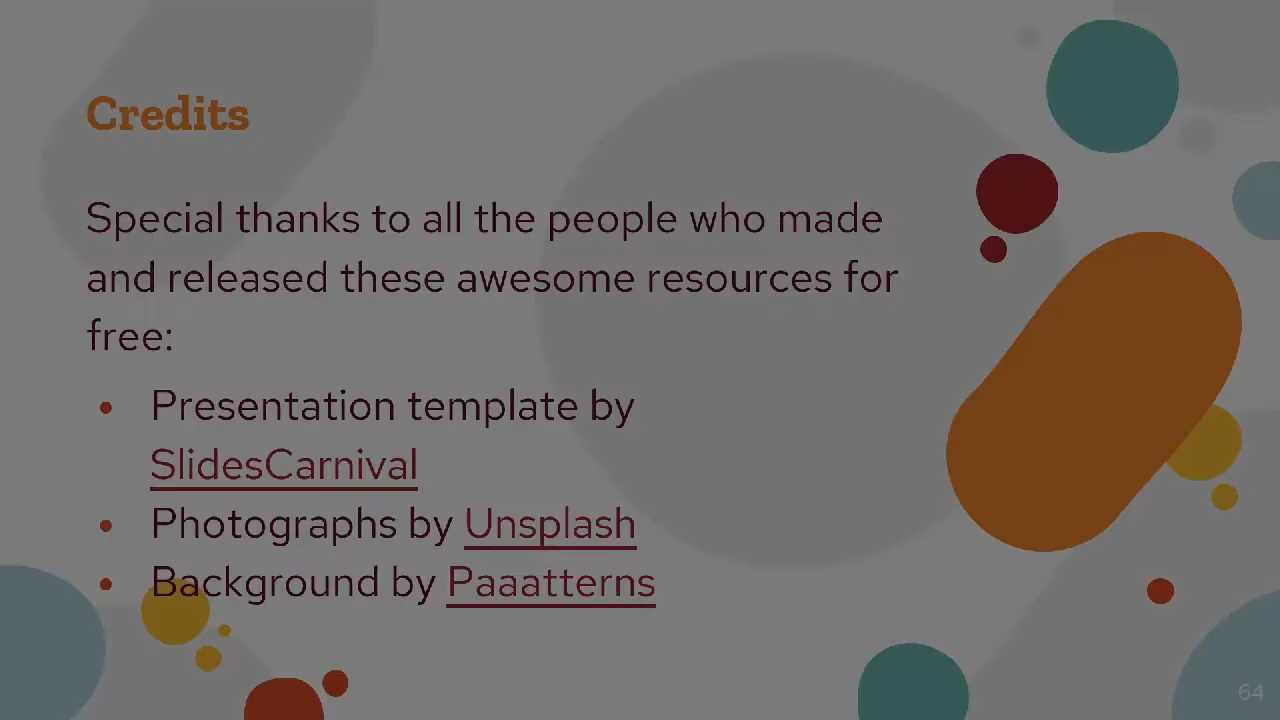 Credits
Special thanks to all the people who made
and released these awesome resources for
free:
• Presentation template by
SlidesCarnival
• Photographs by Unsplash
• Background by Paaatterns
64